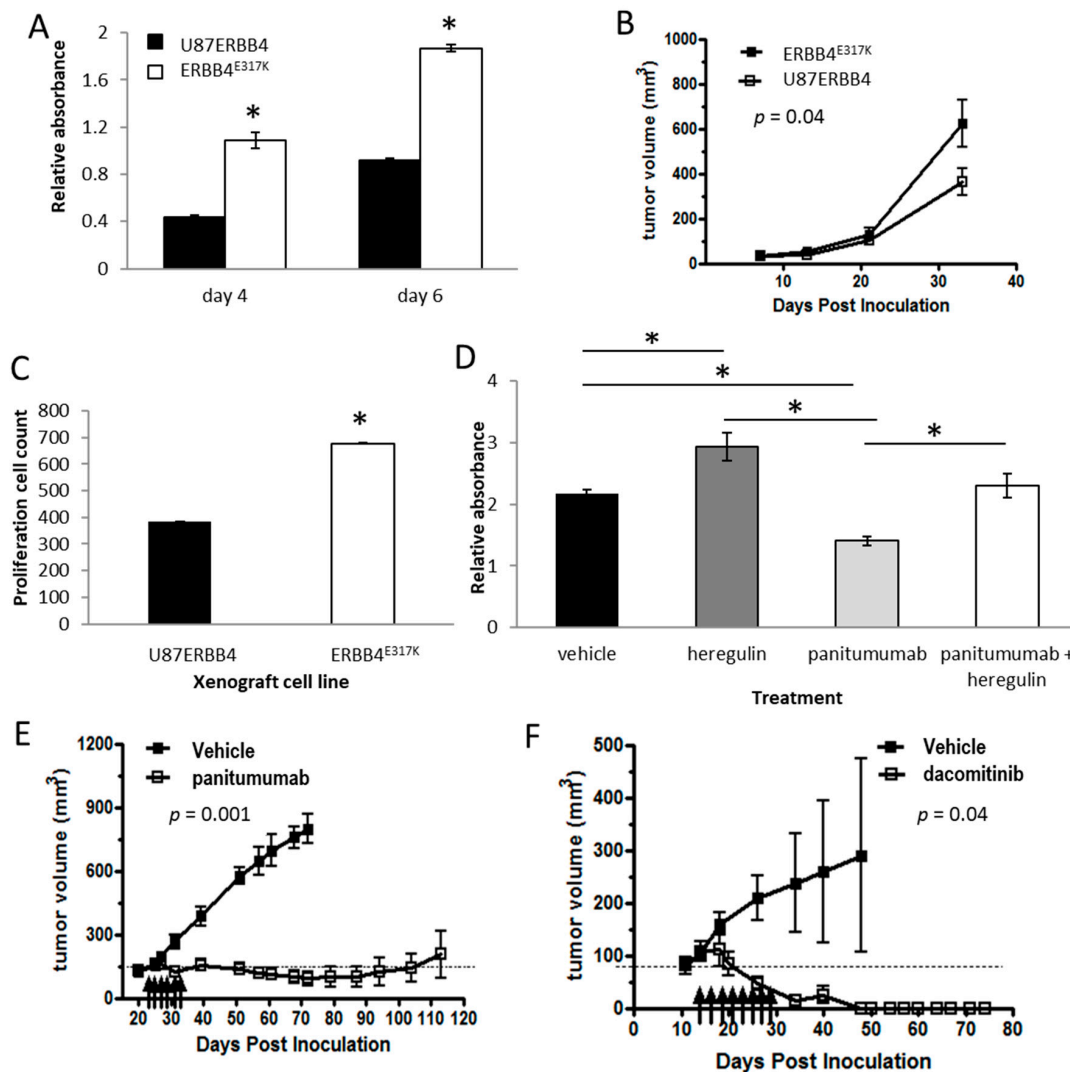 A
U87ERBB4
ERBB4E317K
Relative absorbance
2
1.6
1.2
0.8
0.4
0
*
*
day 4
day 6
B
ERBB4E317K
U87ERBB4
p = 0.04
tumor volume (mm3)
1000
800
600
400
200
0
10
20
30
40
Days Post Inoculation
C
Proliferation cell count
800
700
600
500
400
300
200
100
0
*
U87ERBB4
ERBB4E317K
Xenograft cell line
D
Relative absorbance
4
3
2
1
0
*
*
*
*
vehicle
heregulin
panitumumab
panitumumab +
heregulin
Treatment
E
Vehicle
panitumumab
p = 0.001
tumor volume (mm3)
1200
900
600
300
0
20
30
40
50
60
70
80
90
100
110
120
Days Post Inoculation
F
Vehicle
dacomitinib
p = 0.04
tumor volume (mm3)
500
400
300
200
100
0
10
20
30
40
50
60
70
80
Days Post Inoculation